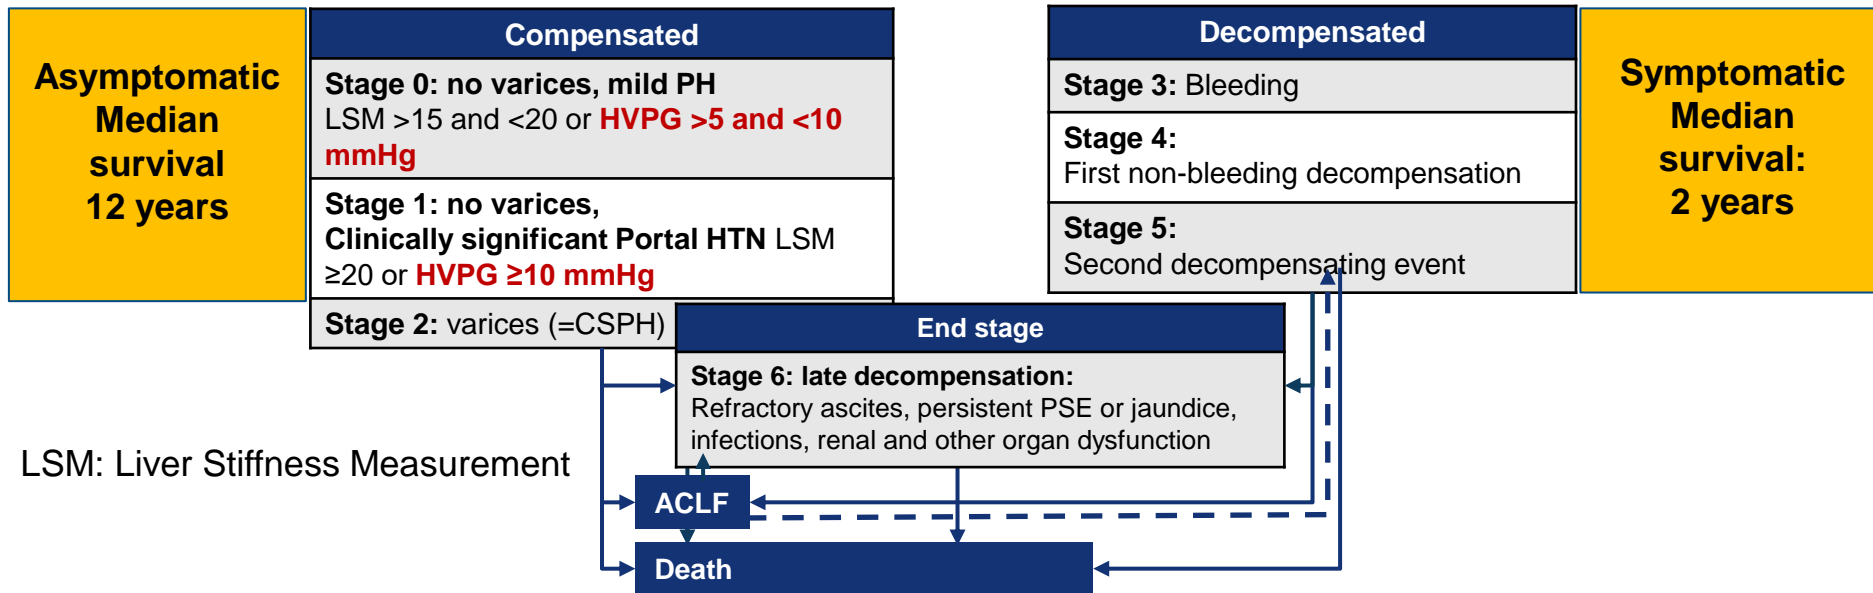 Asymptomatic
Median
survival
12 years
Compensated
Stage 0: no varices, mild PH
LSM >15 and <20 or HVPG >5 and <10
mmHg
Stage 1: no varices,
Clinically significant Portal HTN LSM
≥20 or HVPG ≥10 mmHg
Stage 2: varices (=CSPH)
Decompensated
Stage 3: Bleeding
Stage 4:
First non-bleeding decompensation
Stage 5:
Second decompensating event
Symptomatic
Median
survival:
2 years
End stage
Stage 6: late decompensation:
Refractory ascites, persistent PSE or jaundice,
infections, renal and other organ dysfunction
LSM: Liver Stiffness Measurement
ACLF
Death